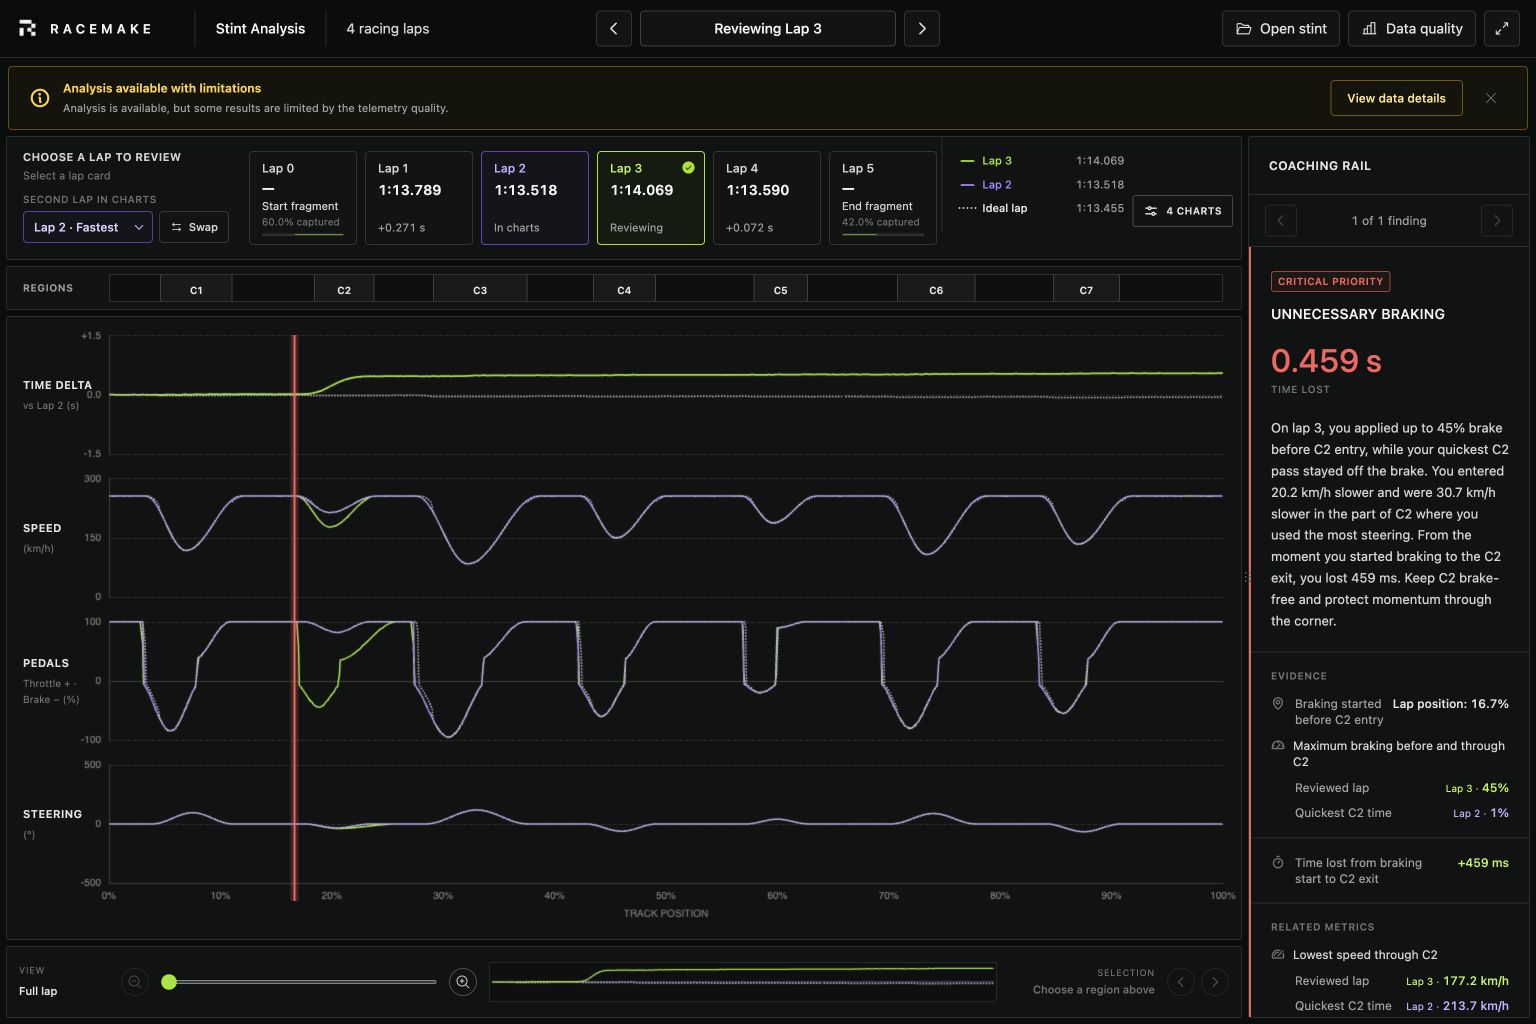 RACEMAKE
Stint Analysis
4 racing laps
Reviewing Lap 3
Open stint
Data quality
Analysis available with limitations
Analysis is available, but some results are limited by the telemetry quality.
View data details
CHOOSE A LAP TO REVIEW
Select a lap card
SECOND LAP IN CHARTS
Lap 2 · Fastest
Swap
Lap 0
—
Start fragment
60.0% captured
Lap 1
1:13.789
+0.271 s
Lap 2
1:13.518
In charts
Lap 3
1:14.069
Reviewing
Lap 4
1:13.590
+0.072 s
Lap 5
—
End fragment
42.0% captured
Lap 3 1:14.069
Lap 2 1:13.518
Ideal lap 1:13.455
4 CHARTS
REGIONS
C1 C2 C3 C4 C5 C6 C7
TIME DELTA
vs Lap 2 (s)
+1.5
0.0
-1.5
SPEED
(km/h)
300
150
0
PEDALS
Throttle + ·
Brake − (%)
100
0
-100
STEERING
(°)
500
0
-500
0% 10% 20% 30% 40% 50% 60% 70% 80% 90% 100%
TRACK POSITION
VIEW
Full lap
SELECTION
Choose a region above
COACHING RAIL
1 of 1 finding
CRITICAL PRIORITY
UNNECESSARY BRAKING
0.459 s
TIME LOST
On lap 3, you applied up to 45% brake
before C2 entry, while your quickest C2
pass stayed off the brake. You entered
20.2 km/h slower and were 30.7 km/h
slower in the part of C2 where you
used the most steering. From the
moment you started braking to the C2
exit, you lost 459 ms. Keep C2 brake-
free and protect momentum through
the corner.
EVIDENCE
Braking started Lap position: 16.7%
before C2 entry
Maximum braking before and through
C2
Reviewed lap Lap 3 · 45%
Quickest C2 time Lap 2 · 1%
Time lost from braking +459 ms
start to C2 exit
RELATED METRICS
Lowest speed through C2
Reviewed lap Lap 3 · 177.2 km/h
Quickest C2 time Lap 2 · 213.7 km/h